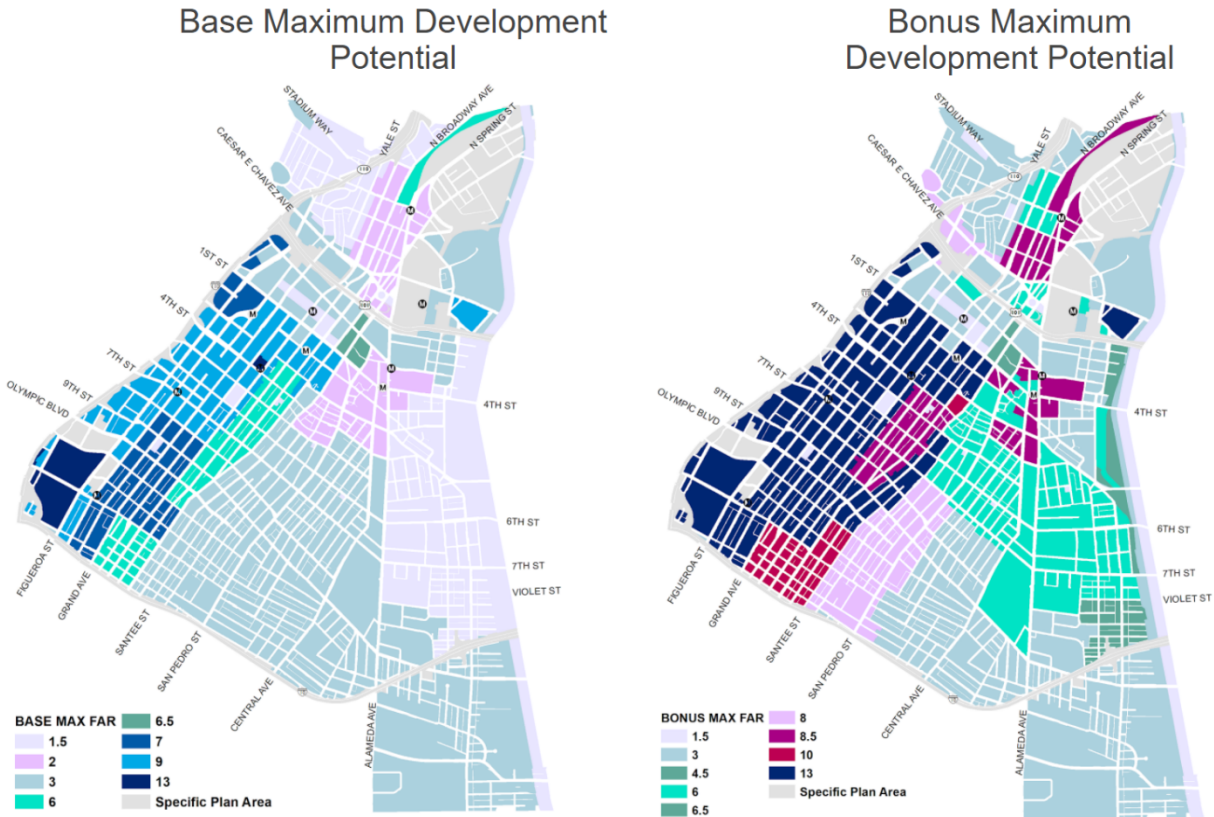 Base Maximum Development
Potential
STADIUM WAY
CAESAR E CHAVEZ AVE
YALE ST
N BROADWAY AVE
N SPRING ST
110
M
1ST ST
4TH ST
7TH ST
9TH ST
OLYMPIC BLVD
101
M
M
M
M
M
M
M
4TH ST
6TH ST
7TH ST
VIOLET ST
FIGUEROA ST
GRAND AVE
SANTEE ST
SAN PEDRO ST
CENTRAL AVE
ALAMEDA AVE
BASE MAX FAR
1.5
2
3
6
6.5
7
9
13
Specific Plan Area
Bonus Maximum
Development Potential
STADIUM WAY
CAESAR E CHAVEZ AVE
YALE ST
N BROADWAY AVE
N SPRING ST
110
M
1ST ST
4TH ST
7TH ST
9TH ST
OLYMPIC BLVD
101
M
M
M
M
M
M
4TH ST
6TH ST
7TH ST
VIOLET ST
FIGUEROA ST
GRAND AVE
SANTEE ST
SAN PEDRO ST
CENTRAL AVE
ALAMEDA AVE
BONUS MAX FAR
1.5
3
4.5
6
6.5
8
8.5
10
13
Specific Plan Area